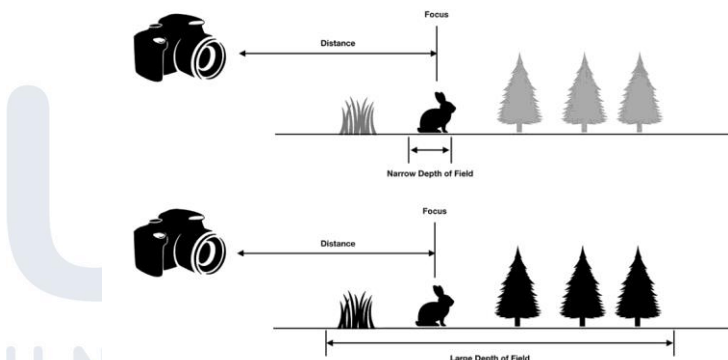 Focus
Distance
Narrow Depth of Field
Focus
Distance
Large Depth of Field